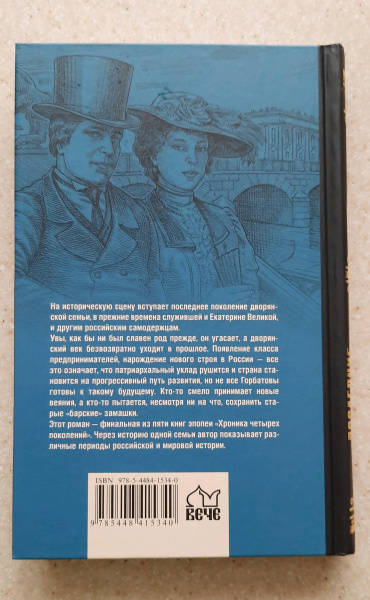 На историческую сцену вступает последнее поколение дворян-
ской семьи, в прежние времена служившей и Екатерине Великой,
и другим российским самодержцам.
Увы, как бы ни был славен род прежде, он угасает, а дворян-
ский век безвозвратно уходит в прошлое. Появление класса
предпринимателей, нарождение нового строя в России — все
это означает, что патриархальный уклад рушится и страна ста-
новится на прогрессивный путь развития, но не все Горбатовы
готовы к такому будущему. Кто-то смело принимает новые
веяния, а кто-то пытается, несмотря ни на что, сохранить ста-
рые «барские» замашки.
Этот роман — финальная из пяти книг эпопеи «Хроника четырех
поколений». Через историю одной семьи автор показывает раз-
личные периоды российской и мировой истории.
ISBN 978-5-4484-1534-0
9 785448 415340
ВЕЧЕ